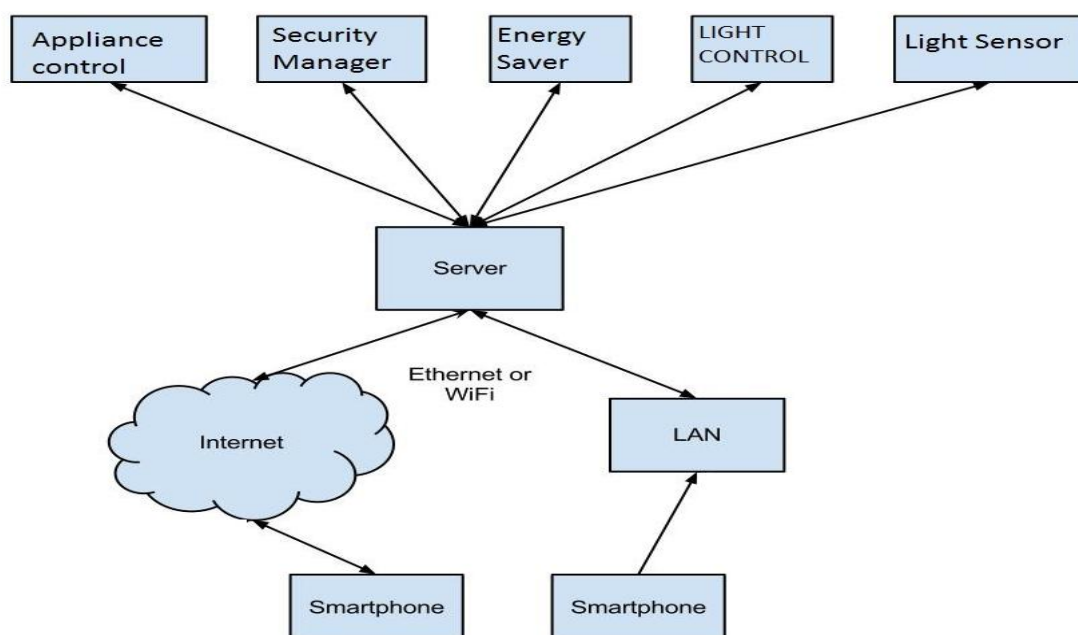 Appliance
control
Security
Manager
Energy
Saver
LIGHT
CONTROL
Light Sensor
Server
Ethernet or
WiFi
Internet
LAN
Smartphone
Smartphone